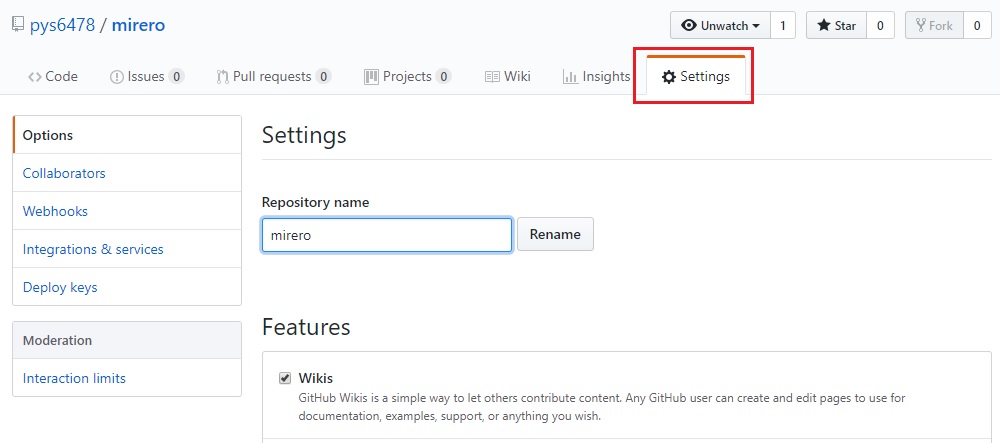 pys6478 / mirero
Unwatch 1 Star 0 Fork 0
Code Issues 0 Pull requests 0 Projects 0 Wiki Insights Settings
Options
Collaborators
Webhooks
Integrations & services
Deploy keys
Moderation
Interaction limits
Settings
Repository name
mirero Rename
Features
Wikis
GitHub Wikis is a simple way to let others contribute content. Any GitHub user can create and edit pages to use for
documentation, examples, support, or anything you wish.